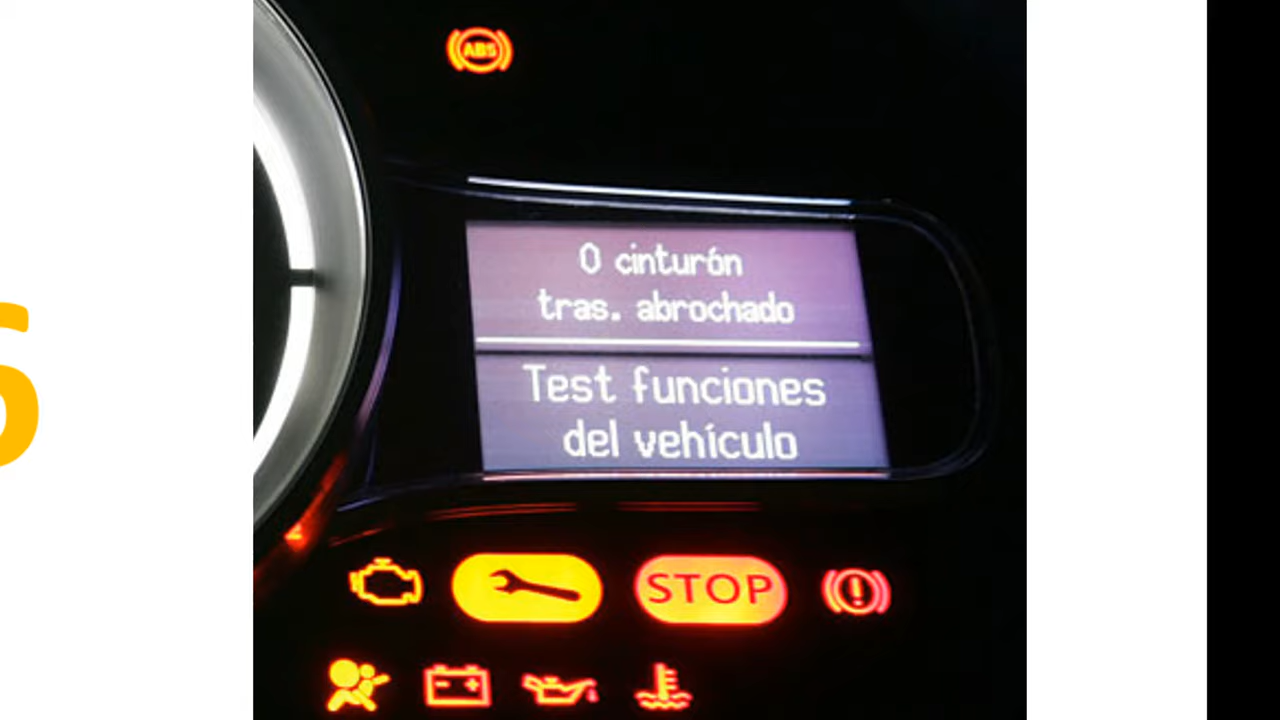 ABS
0 cinturón
tras. abrochado
Test funciones
del vehículo
STOP